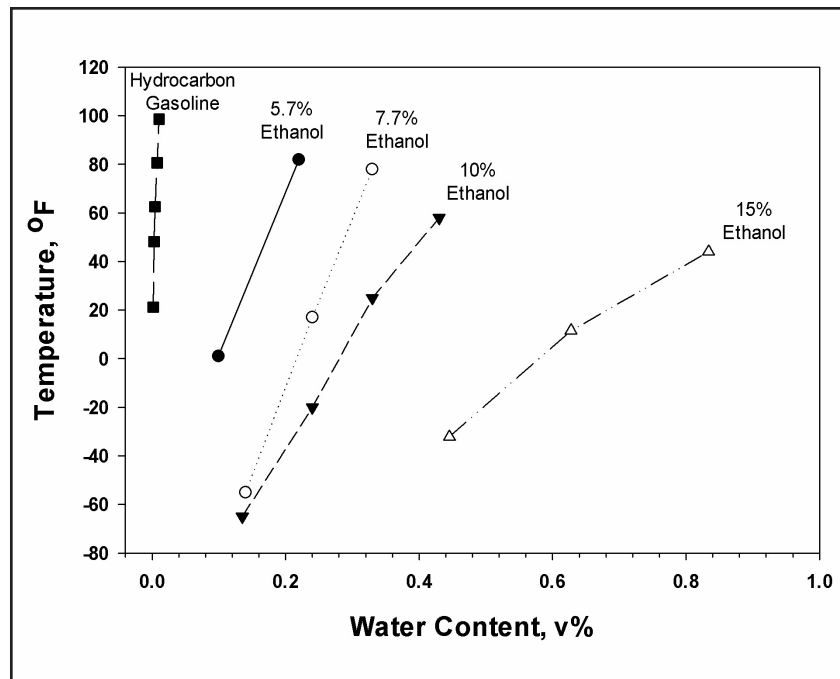 Hydrocarbon
Gasoline
5.7%
Ethanol
7.7%
Ethanol
10%
Ethanol
15%
Ethanol
120
100
80
60
40
20
0
-20
-40
-60
-80
Temperature, ºF
0.0 0.2 0.4 0.6 0.8 1.0
Water Content, v%